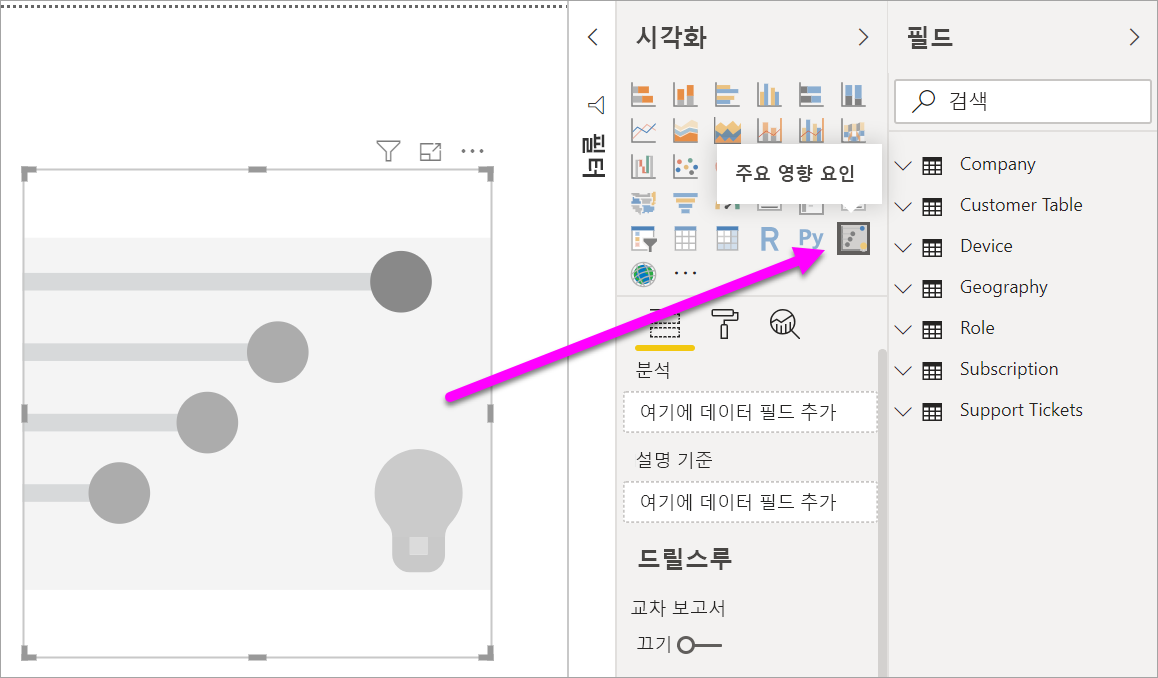 필터
시각화
주요 영향 요인
R
Py
분석
여기에 데이터 필드 추가
설명 기준
여기에 데이터 필드 추가
드릴스루
교차 보고서
끄기
필드
검색
Company
Customer Table
Device
Geography
Role
Subscription
Support Tickets